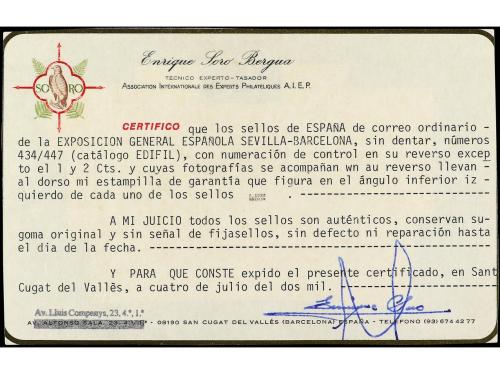 SO RO
Enrique Soro Bergua
TECNICO EXPERTO-TASADOR
ASSOCIATION INTERNATIONALE DES EXPERTS PHILATELIQUES A.I.E.P.
CERTIFICO que los sellos de ESPAÑA de correo ordinario -
de la EXPOSICION GENERAL ESPAÑOLA SEVILLA-BARCELONA, sin dentar, números
434/447 (catálogo EDIFIL), con numeración de control en su reverso excep
to el 1 y 2 Cts. y cuyas fotografías se acompañan wn au reverso llevan -
al dorso mi estampilla de garantía que figura en el ángulo inferior iz -
quierdo de cada uno de los sellos . - - - - - - - - - - - - - - -
A MI JUICIO todos los sellos son auténticos, conservan su-
goma original y sin señal de fijasellos, sin defecto ni reparación hasta
el dia de la fecha. - - - - - - - - - - - - - - - - - - - - - - -
Y PARA QUE CONSTE expido el presente certificado, en Sant
Cugat del Vallès, a cuatro de julio del dos mil. - - - - - - - - -
Av. Lluis Companys, 23, 4.º, 1.ª
AV. ALFONSO SALA, 23, 4.º, 1.ª - 08190 SAN CUGAT DEL VALLÉS (BARCELONA) ESPAÑA - TELEFONO (93) 674 42 77